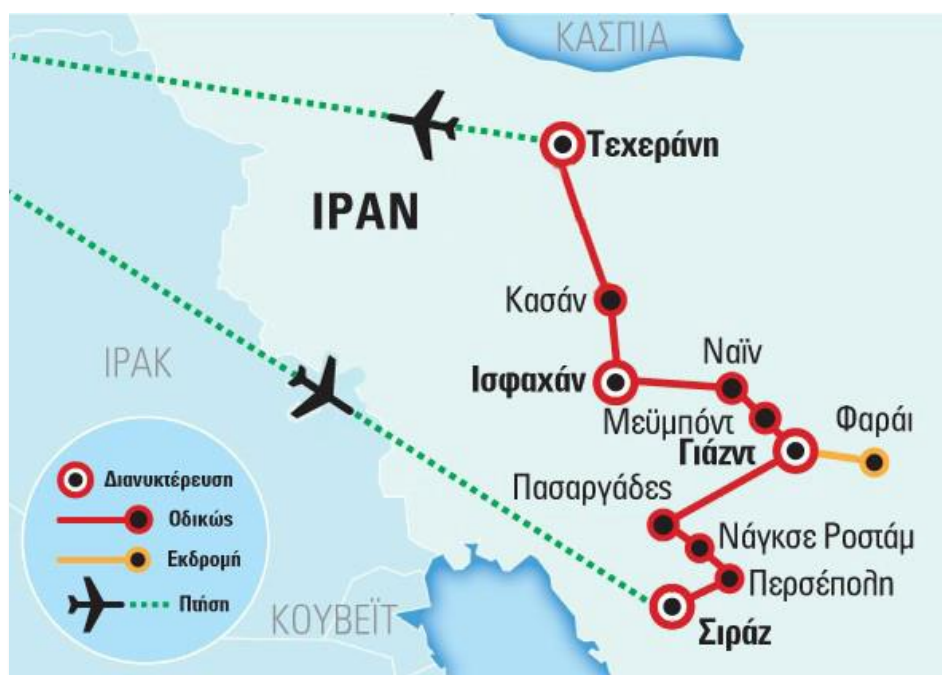 ΚΑΣΠΙΑ
Τεχεράνη
ΙΡΑΝ
Κασάν
Ναΐν
ΙΡΑΚ
Ισφαχάν
Μεϋμπόντ
Φαράι
Γιάζντ
Πασαργάδες
Διανυκτέρευση
Οδικώς
Νάγκσε Ροστάμ
Εκδρομή
Περσέπολη
Πτήση
ΚΟΥΒΕΪΤ
Σιράζ